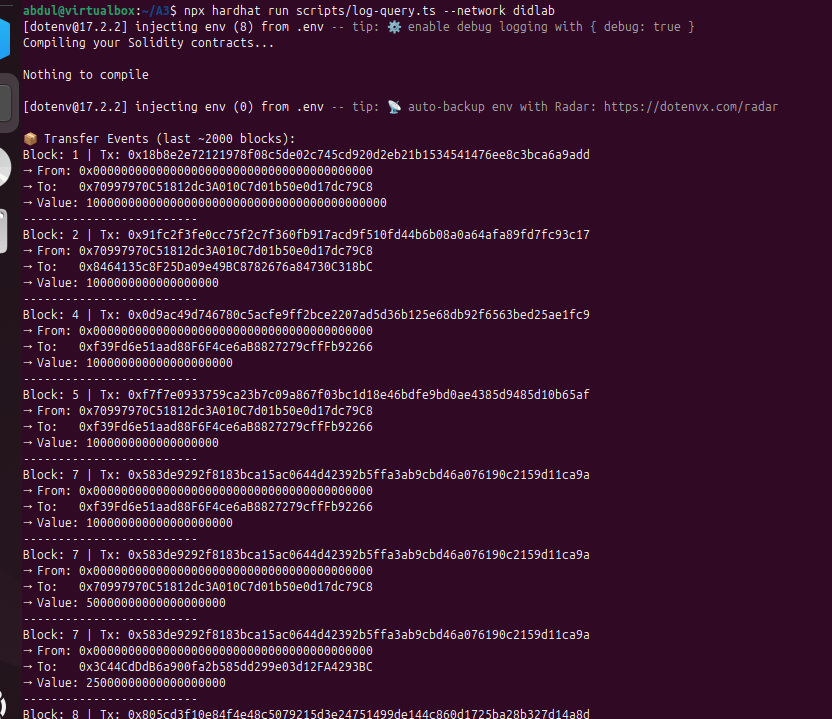 abdul@virtualbox:~/A3$ npx hardhat run scripts/log-query.ts --network didlab
[dotenv@17.2.2] injecting env (8) from .env -- tip: ⚙️ enable debug logging with { debug: true }
Compiling your Solidity contracts...
Nothing to compile
[dotenv@17.2.2] injecting env (0) from .env -- tip: 📡 auto-backup env with Radar: https://dotenvx.com/radar
📦 Transfer Events (last ~2000 blocks):
Block: 1 | Tx: 0x18b8e2e72121978f08c5de02c745cd920d2eb21b1534541476ee8c3bca6a9add
→ From: 0x0000000000000000000000000000000000000000
→ To: 0x70997970C51812dc3A010C7d01b50e0d17dc79C8
→ Value: 1000000000000000000000000000000000000000000
-------------------------
Block: 2 | Tx: 0x91fc2f3fe0cc75f2c7f360fb917acd9f510fd44b6b08a0a64afa89fd7fc93c17
→ From: 0x70997970C51812dc3A010C7d01b50e0d17dc79C8
→ To: 0x8464135c8F25Da09e49BC8782676a84730C318bC
→ Value: 1000000000000000000
-------------------------
Block: 4 | Tx: 0x0d9ac49d746780c5acfe9ff2bce2207ad5d36b125e68db92f6563bed25ae1fc9
→ From: 0x0000000000000000000000000000000000000000
→ To: 0xf39Fd6e51aad88F6F4ce6aB8827279cffFb92266
→ Value: 100000000000000000000
-------------------------
Block: 5 | Tx: 0xf7f7e0933759ca23b7c09a867f03bc1d18e46bdfe9bd0ae4385d9485d10b65af
→ From: 0x70997970C51812dc3A010C7d01b50e0d17dc79C8
→ To: 0xf39Fd6e51aad88F6F4ce6aB8827279cffFb92266
→ Value: 1000000000000000000
-------------------------
Block: 7 | Tx: 0x583de9292f8183bca15ac0644d42392b5ffa3ab9cbd46a076190c2159d11ca9a
→ From: 0x0000000000000000000000000000000000000000
→ To: 0xf39Fd6e51aad88F6F4ce6aB8827279cffFb92266
→ Value: 100000000000000000000
-------------------------
Block: 7 | Tx: 0x583de9292f8183bca15ac0644d42392b5ffa3ab9cbd46a076190c2159d11ca9a
→ From: 0x0000000000000000000000000000000000000000
→ To: 0x70997970C51812dc3A010C7d01b50e0d17dc79C8
→ Value: 50000000000000000000
-------------------------
Block: 7 | Tx: 0x583de9292f8183bca15ac0644d42392b5ffa3ab9cbd46a076190c2159d11ca9a
→ From: 0x0000000000000000000000000000000000000000
→ To: 0x3C44CdDdB6a900fa2b585dd299e03d12FA4293BC
→ Value: 25000000000000000000
-------------------------
Block: 8 | Tx: 0x805cd3f10e84f4e48c5079215d3e24751499de144c860d1725ba28b327d14a8d